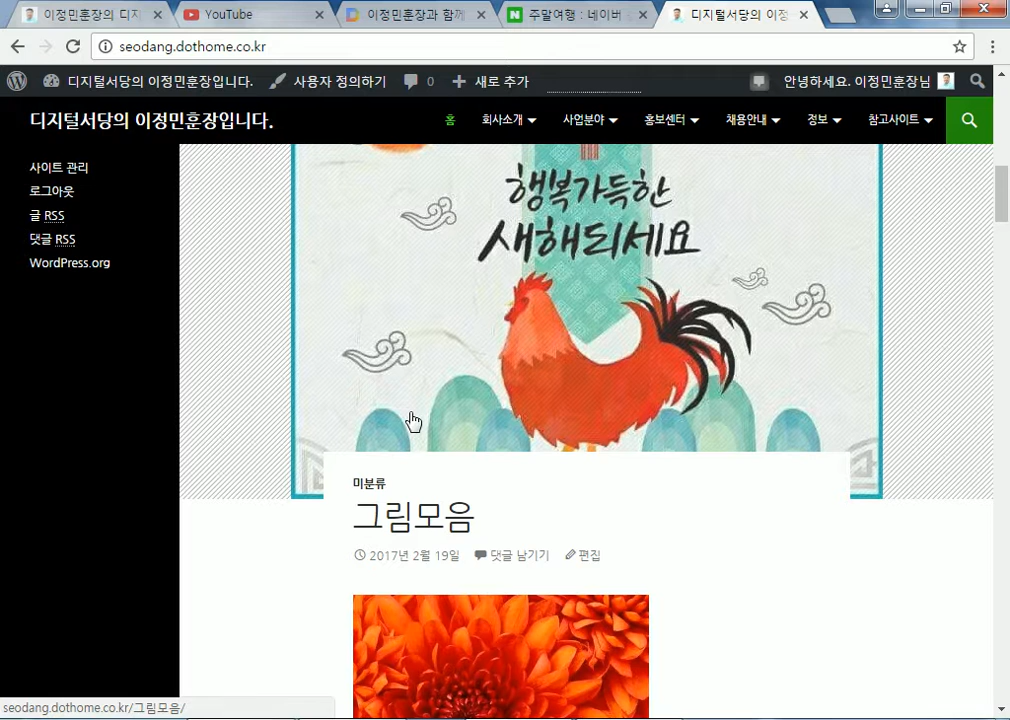 이정민훈장의 디지
YouTube
이정민훈장과 함께
주말여행 : 네이버
디지털서당의 이정
seodang.dothome.co.kr
디지털서당의 이정민훈장입니다.
사용자 정의하기
0
새로 추가
안녕하세요. 이정민훈장님
디지털서당의 이정민훈장입니다.
홈
회사소개
사업분야
홍보센터
채용안내
정보
참고사이트
사이트 관리
로그아웃
글 RSS
댓글 RSS
WordPress.org
행복가득한
새해되세요
미분류
그림모음
2017년 2월 19일
댓글 남기기
편집
seodang.dothome.co.kr/그림모음/